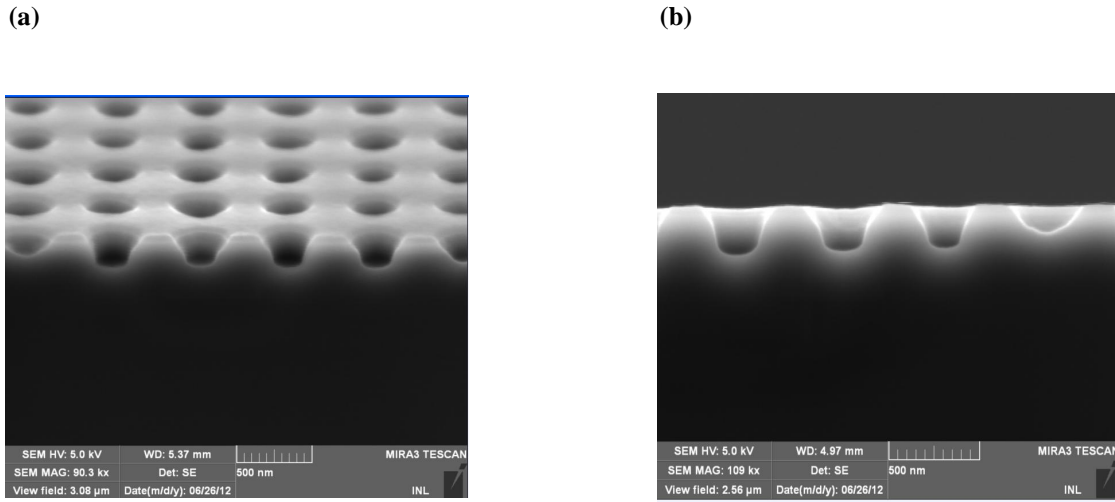 (a)
(b)
SEM HV: 5.0 kV WD: 5.37 mm MIRA3 TESCAN
SEM MAG: 90.3 kx Det: SE 500 nm
View field: 3.08 µm Date(m/d/y): 06/26/12 INL
SEM HV: 5.0 kV WD: 4.97 mm MIRA3 TESCAN
SEM MAG: 109 kx Det: SE 500 nm
View field: 2.56 µm Date(m/d/y): 06/26/12 INL